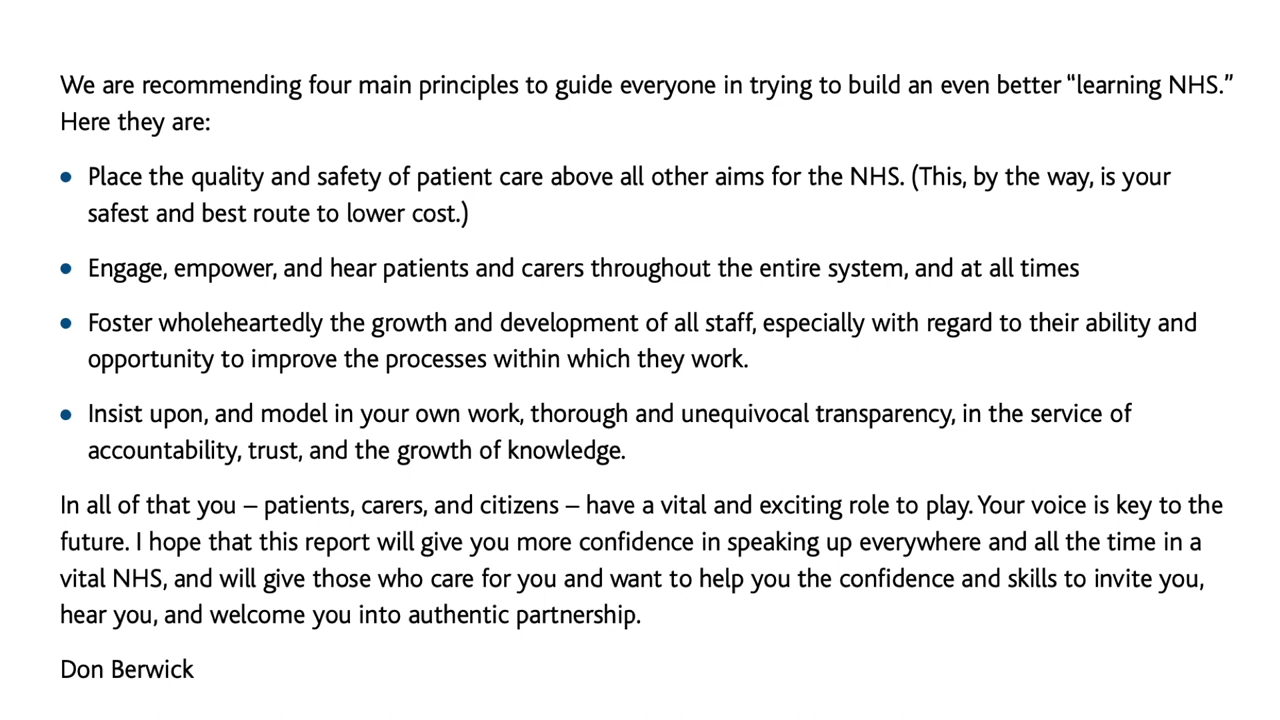 We are recommending four main principles to guide everyone in trying to build an even better “learning NHS.”
Here they are:
• Place the quality and safety of patient care above all other aims for the NHS. (This, by the way, is your
safest and best route to lower cost.)
• Engage, empower, and hear patients and carers throughout the entire system, and at all times
• Foster wholeheartedly the growth and development of all staff, especially with regard to their ability and
opportunity to improve the processes within which they work.
• Insist upon, and model in your own work, thorough and unequivocal transparency, in the service of
accountability, trust, and the growth of knowledge.
In all of that you – patients, carers, and citizens – have a vital and exciting role to play. Your voice is key to the
future. I hope that this report will give you more confidence in speaking up everywhere and all the time in a
vital NHS, and will give those who care for you and want to help you the confidence and skills to invite you,
hear you, and welcome you into authentic partnership.
Don Berwick